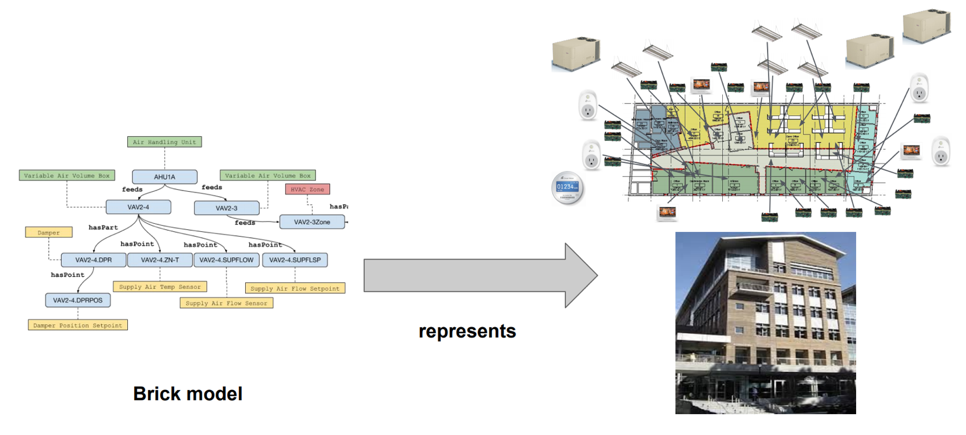 Air Handling Unit
Variable Air Volume Box
AHU1A
Variable Air Volume Box
feeds
feeds
HVAC Zone
hasP
VAV2-4
VAV2-3
feeds
VAV2-3Zone
Damper
hasPart
hasPoint
hasPoint
hasPoint
VAV2-4.DPR
VAV2-4.ZN-T
VAV2-4.SUPFLOW
VAV2-4.SUPFLSP
hasPoint
Supply Air Temp Sensor
Supply Air Flow Setpoint
VAV2-4.DPRPOS
Supply Air Flow Sensor
Damper Position Setpoint
represents
Brick model